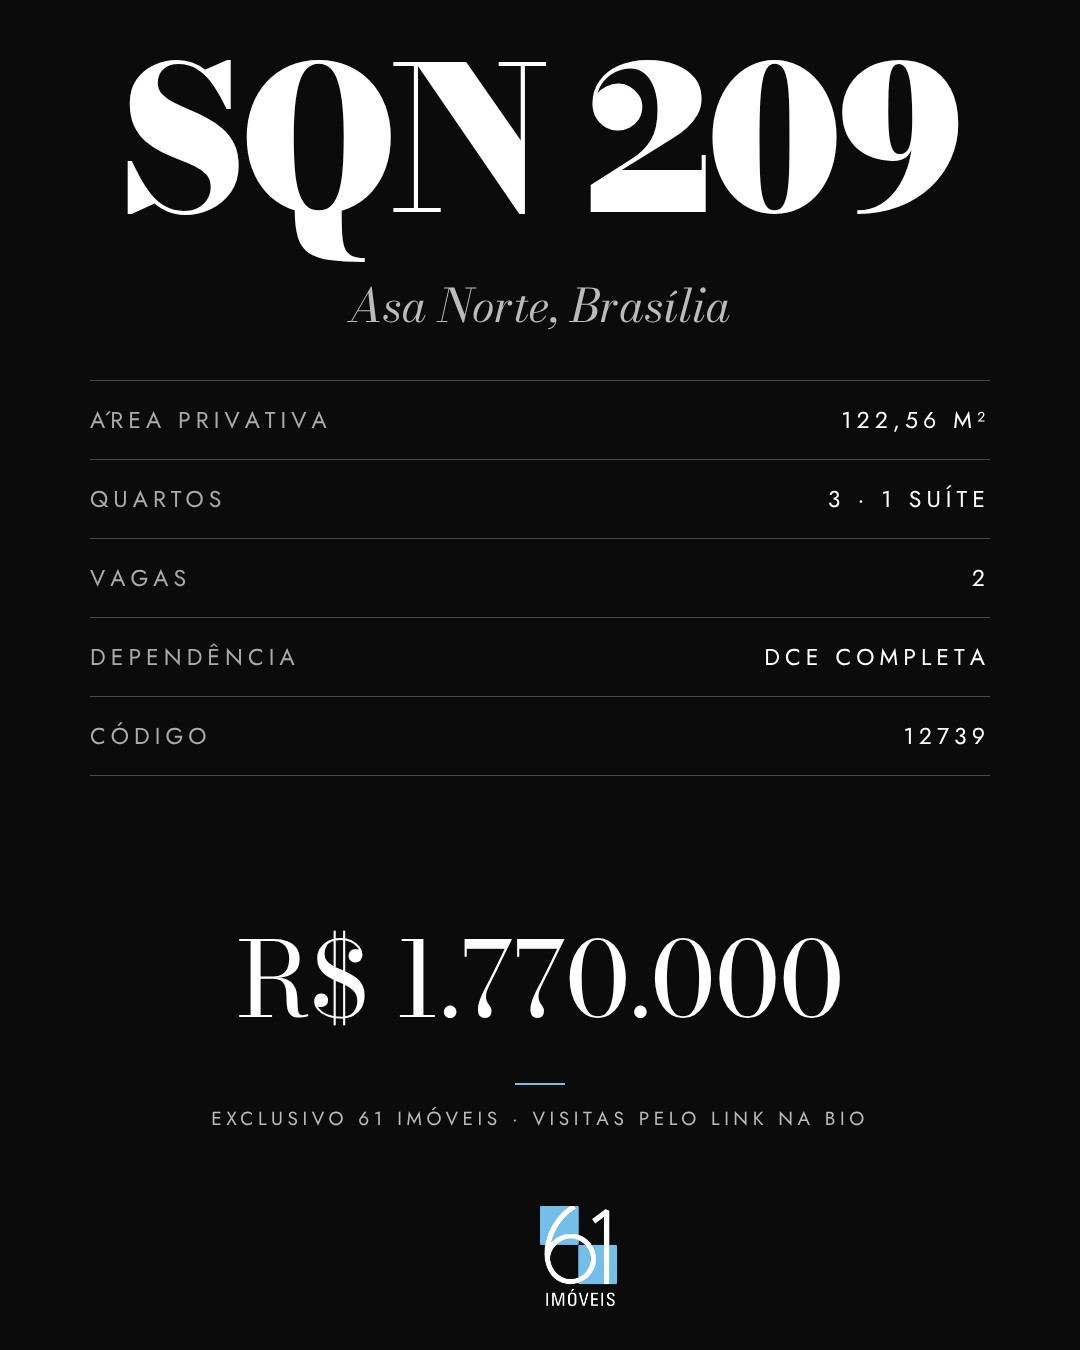 SQN 209
Asa Norte, Brasília
ÁREA PRIVATIVA 122,56 M²
QUARTOS 3 · 1 SUÍTE
VAGAS 2
DEPENDÊNCIA DCE COMPLETA
CÓDIGO 12739
R$ 1.770.000
EXCLUSIVO 61 IMÓVEIS · VISITAS PELO LINK NA BIO
61
IMÓVEIS